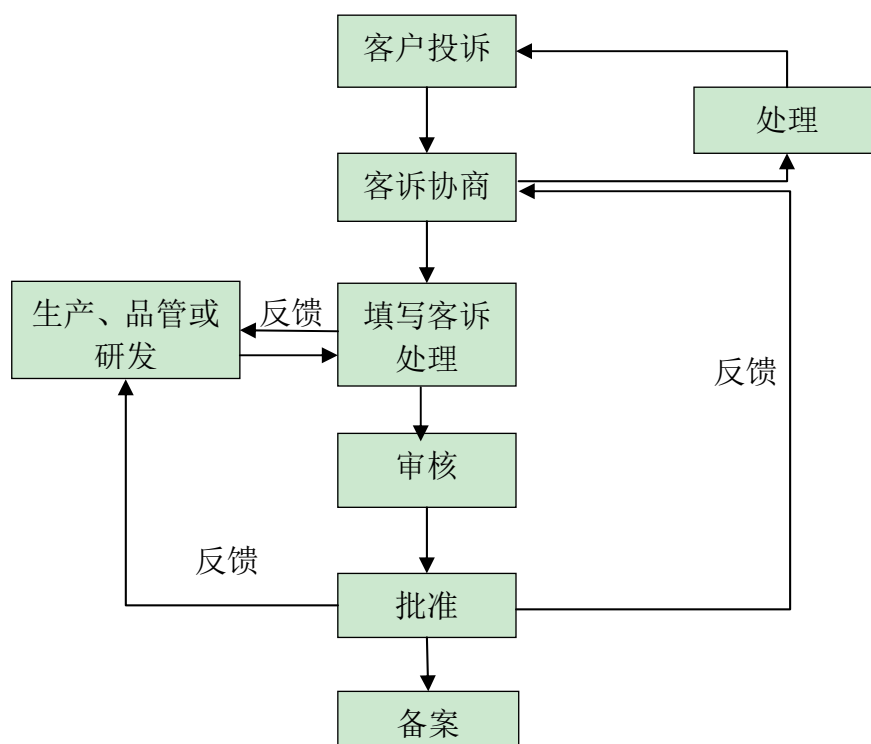 客户投诉
处理
客诉协商
生产、品管或
研发
反馈
填写客诉
处理
反馈
审核
反馈
批准
备案